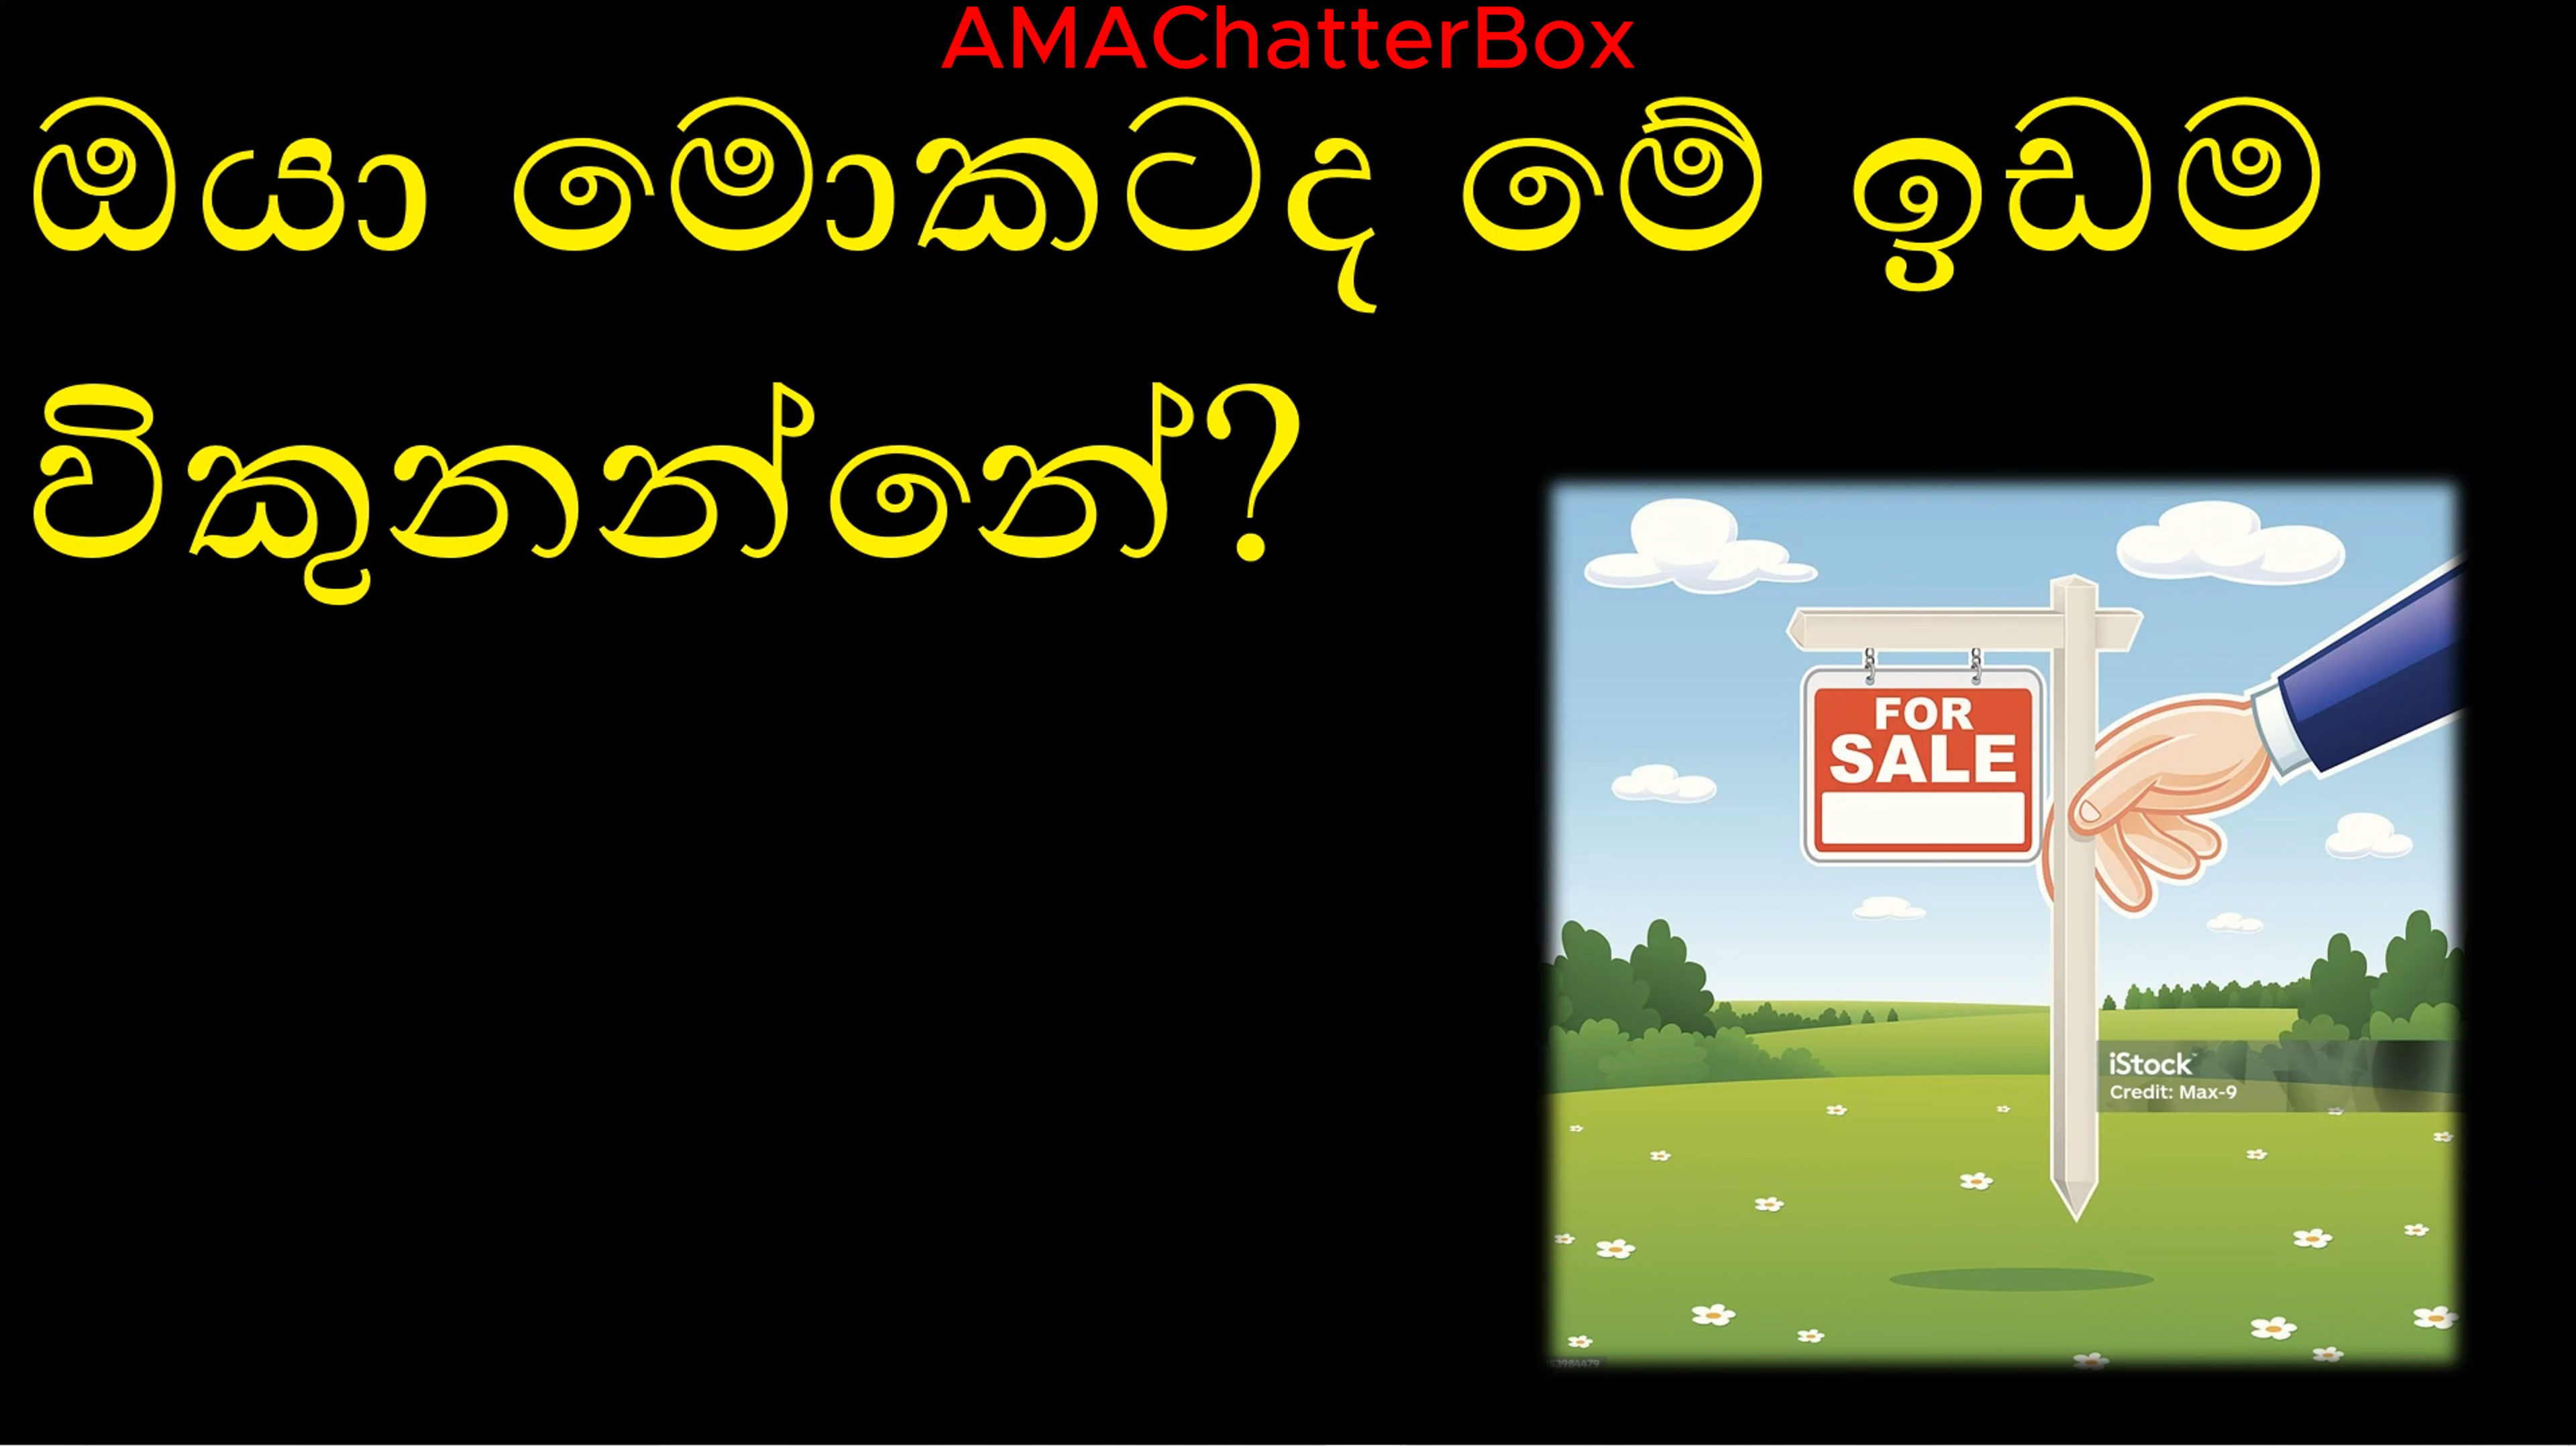 AMAChatterBox
ඔයා මොකටද මේ ඉඩම
විකුනන්නේ?
FOR
SALE
iStock
Credit: Max-9